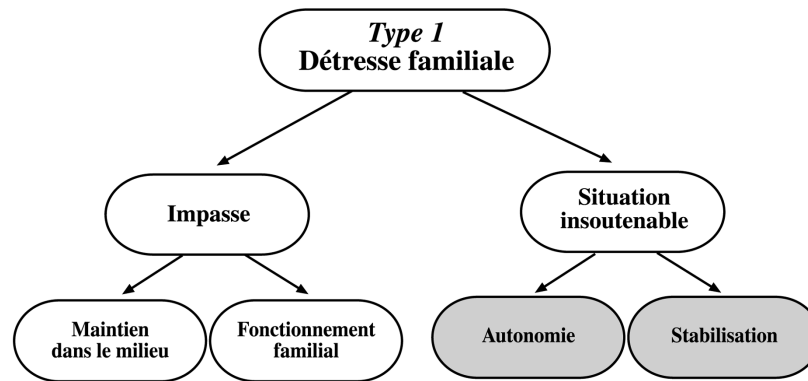 Type 1
Détresse familiale
Impasse
Situation
insoutenable
Maintien
dans le milieu
Fonctionnement
familial
Autonomie
Stabilisation